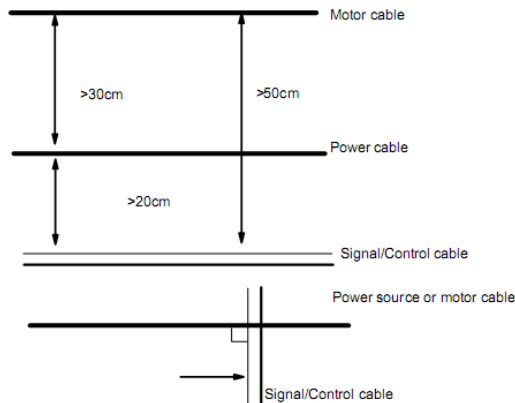 Motor cable
>30cm
>50cm
Power cable
>20cm
Signal/Control cable
Power source or motor cable
Signal/Control cable